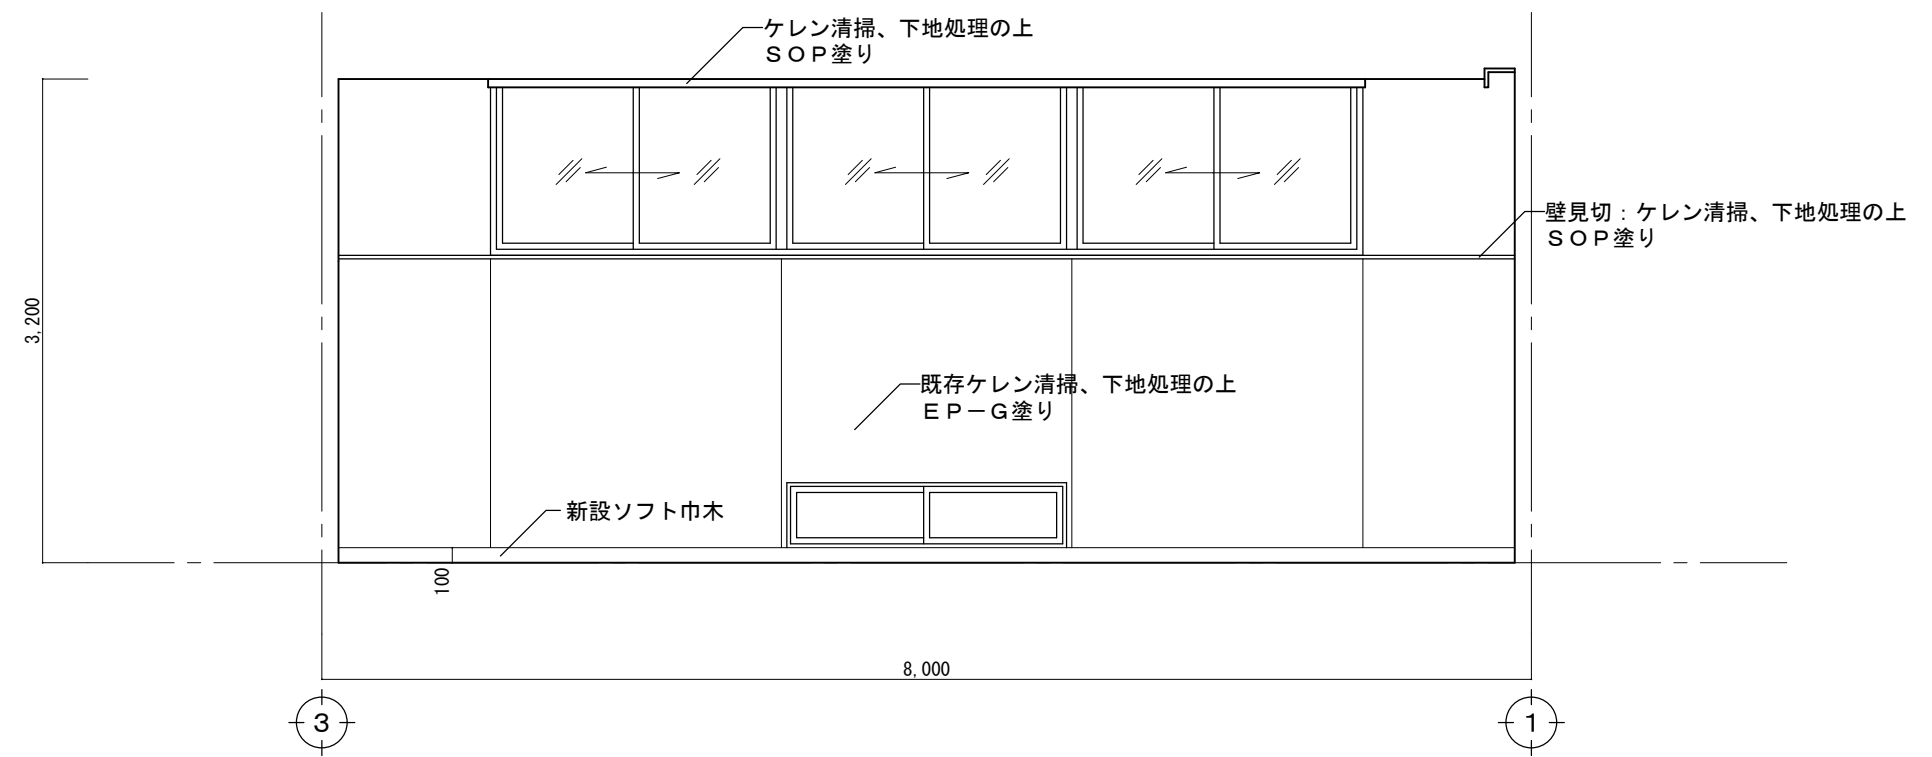 ケレン清掃、下地処理の上
ＳＯＰ塗り
壁見切：ケレン清掃、下地処理の上
ＳＯＰ塗り
3,200
既存ケレン清掃、下地処理の上
ＥＰ－Ｇ塗り
新設ソフト巾木
100
8,000
3
1